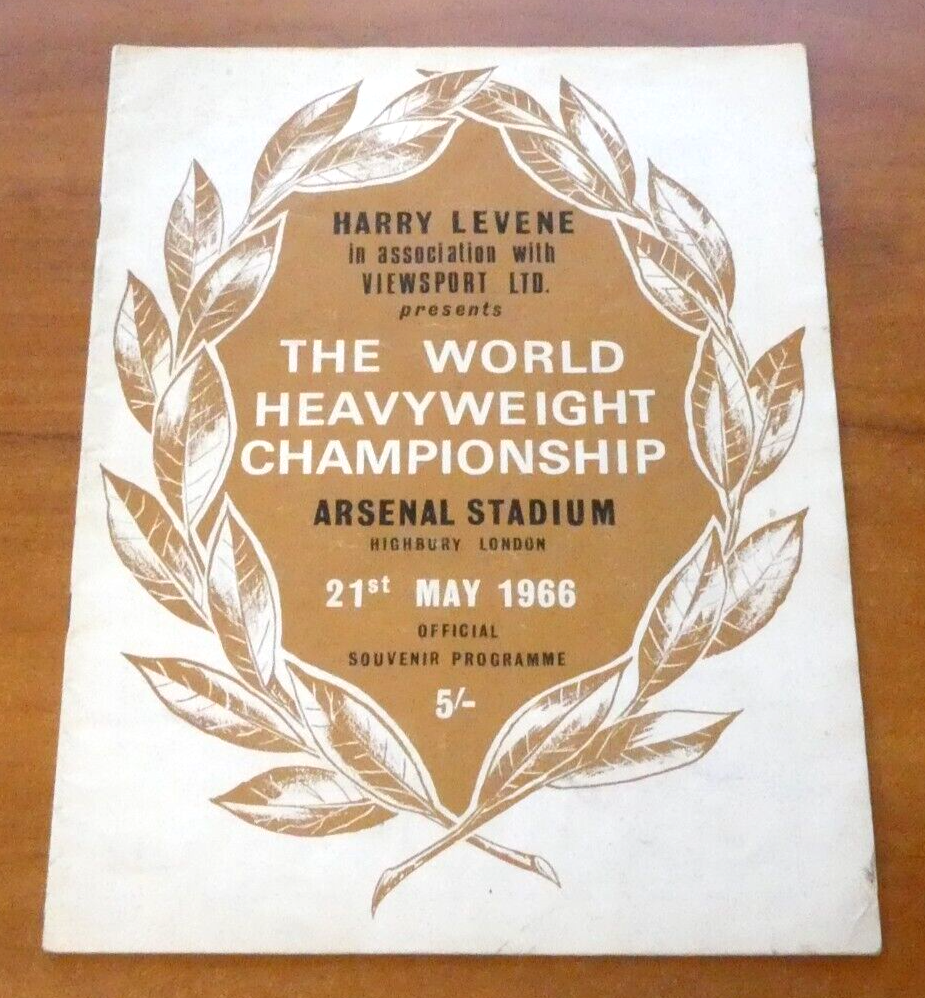 HARRY LEVENE
in association with
VIEWSPORT LTD.
presents
THE WORLD
HEAVYWEIGHT
CHAMPIONSHIP
ARSENAL STADIUM
HIGHBURY LONDON
21st MAY 1966
OFFICIAL
SOUVENIR PROGRAMME
5/-